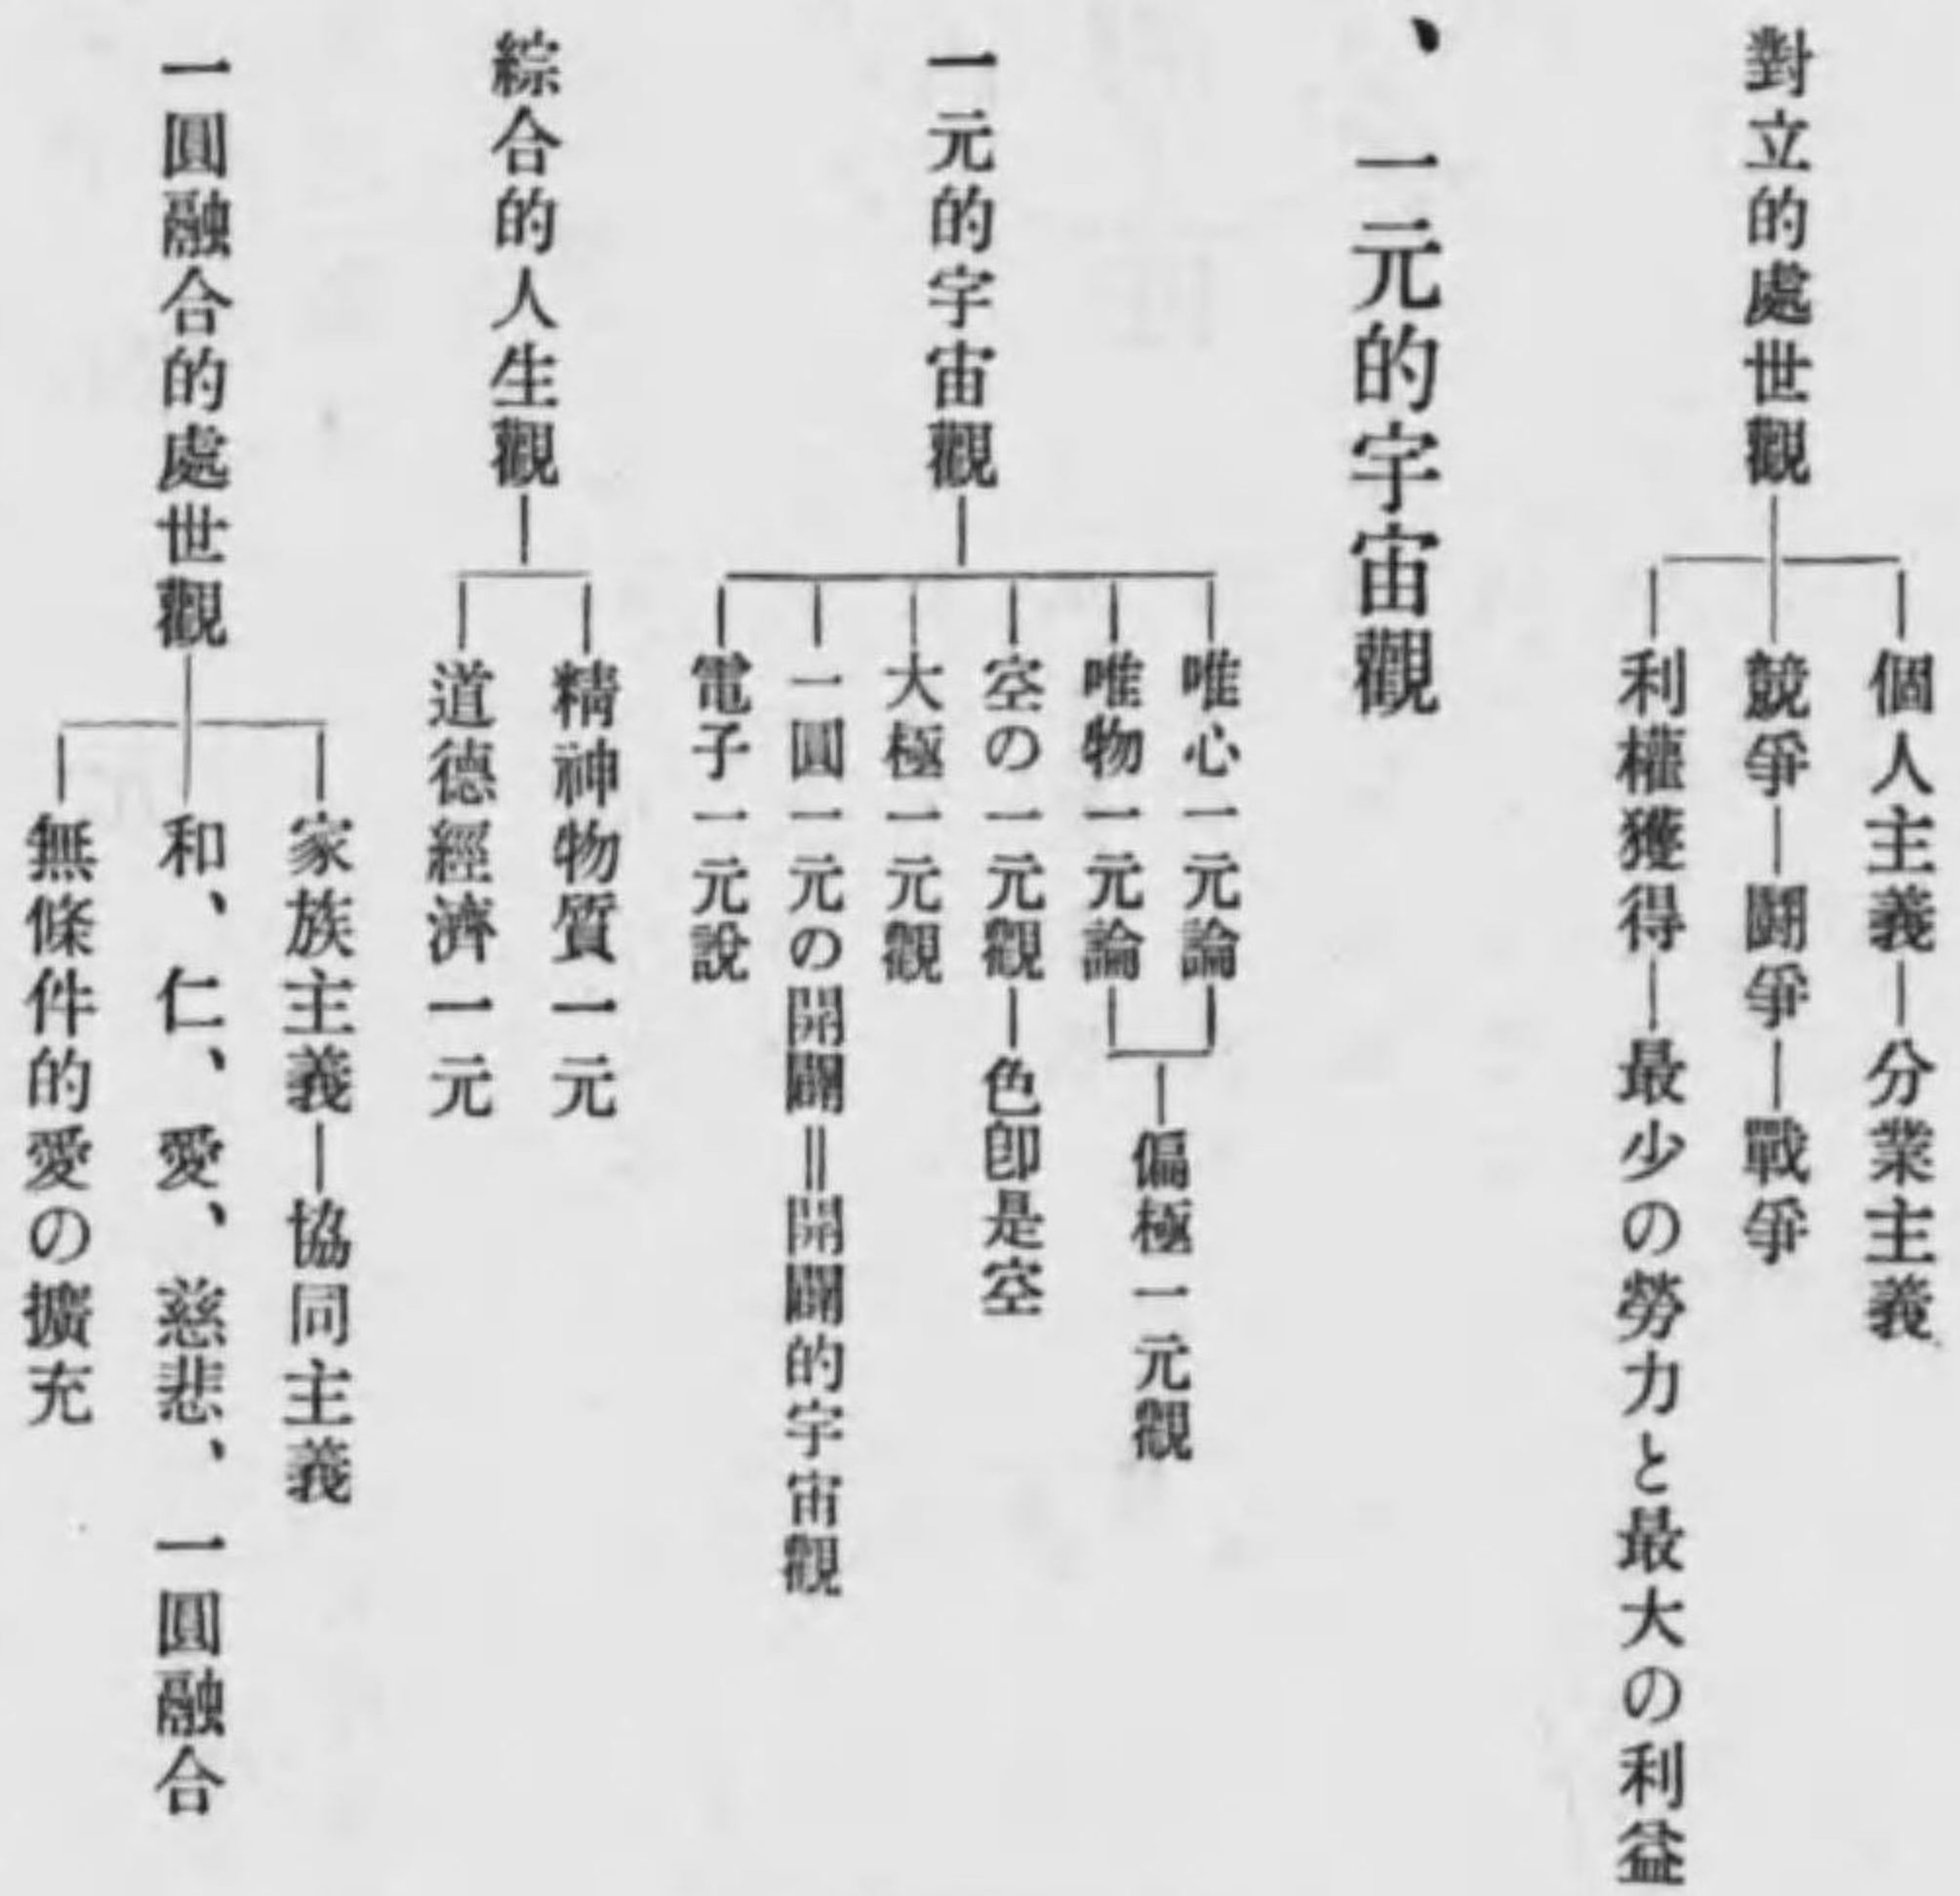 對立的處世觀
個人主義―分業主義
競爭―鬪爭―戰爭
利權獲得―最少の勞力と最大の利益
、一元的宇宙觀
一元的宇宙觀
唯心一元論
唯物一元論
偏極一元觀
空の一元觀―色卽是空
大極一元觀
一圓一元の開闢＝開闢的宇宙觀
電子一元說
綜合的人生觀
精神物質一元
道德經濟一元
一圓融合的處世觀
家族主義―協同主義
和、仁、愛、慈悲、一圓融合
無條件的愛の擴充